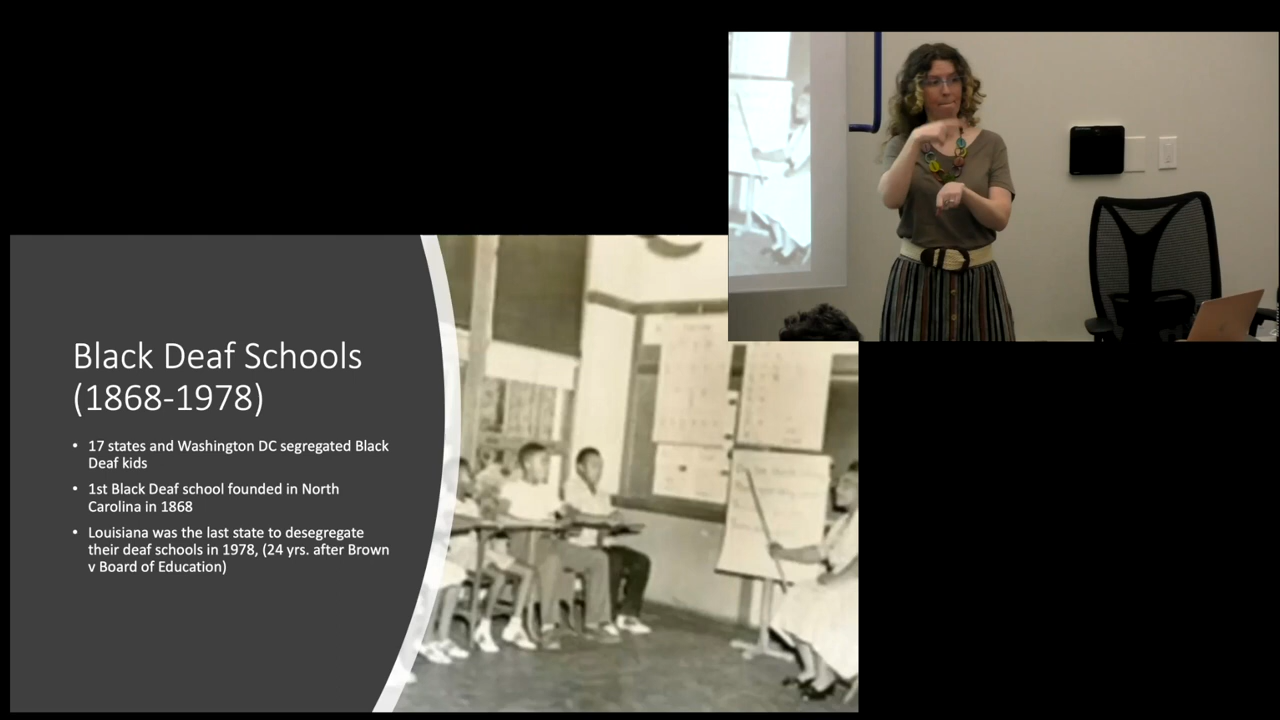 Black Deaf Schools
(1868-1978)
• 17 states and Washington DC segregated Black
Deaf kids
• 1st Black Deaf school founded in North
Carolina in 1868
• Louisiana was the last state to desegregate
their deaf schools in 1978, (24 yrs. after Brown
v Board of Education)